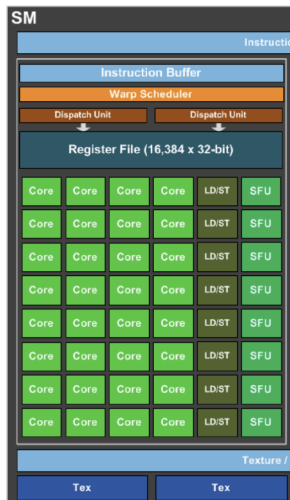 SM
Instructio
Instruction Buffer
Warp Scheduler
Dispatch Unit Dispatch Unit
Register File (16,384 x 32-bit)
Core Core Core Core LD/ST SFU
Core Core Core Core LD/ST SFU
Core Core Core Core LD/ST SFU
Core Core Core Core LD/ST SFU
Core Core Core Core LD/ST SFU
Core Core Core Core LD/ST SFU
Core Core Core Core LD/ST SFU
Core Core Core Core LD/ST SFU
Texture /
Tex Tex